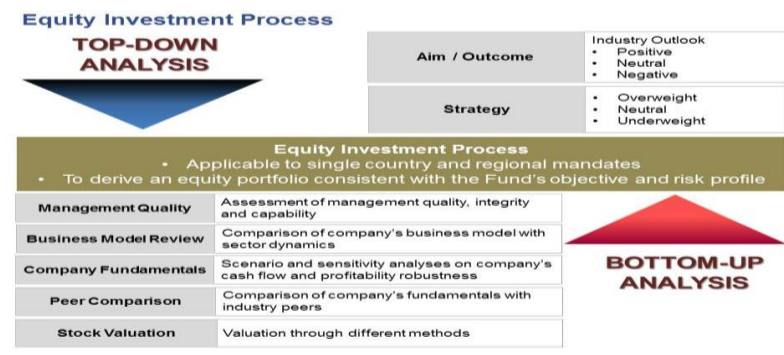 Equity Investment Process
TOP-DOWN
ANALYSIS
Aim / Outcome
Industry Outlook
• Positive
• Neutral
• Negative
Strategy
• Overweight
• Neutral
• Underweight
Equity Investment Process
• Applicable to single country and regional mandates
• To derive an equity portfolio consistent with the Fund's objective and risk profile
Management Quality
Assessment of management quality, integrity
and capability
Business Model Review
Comparison of company's business model with
sector dynamics
Company Fundamentals
Scenario and sensitivity analyses on company's
cash flow and profitability robustness
Peer Comparison
Comparison of company's fundamentals with
industry peers
Stock Valuation
Valuation through different methods
BOTTOM-UP
ANALYSIS